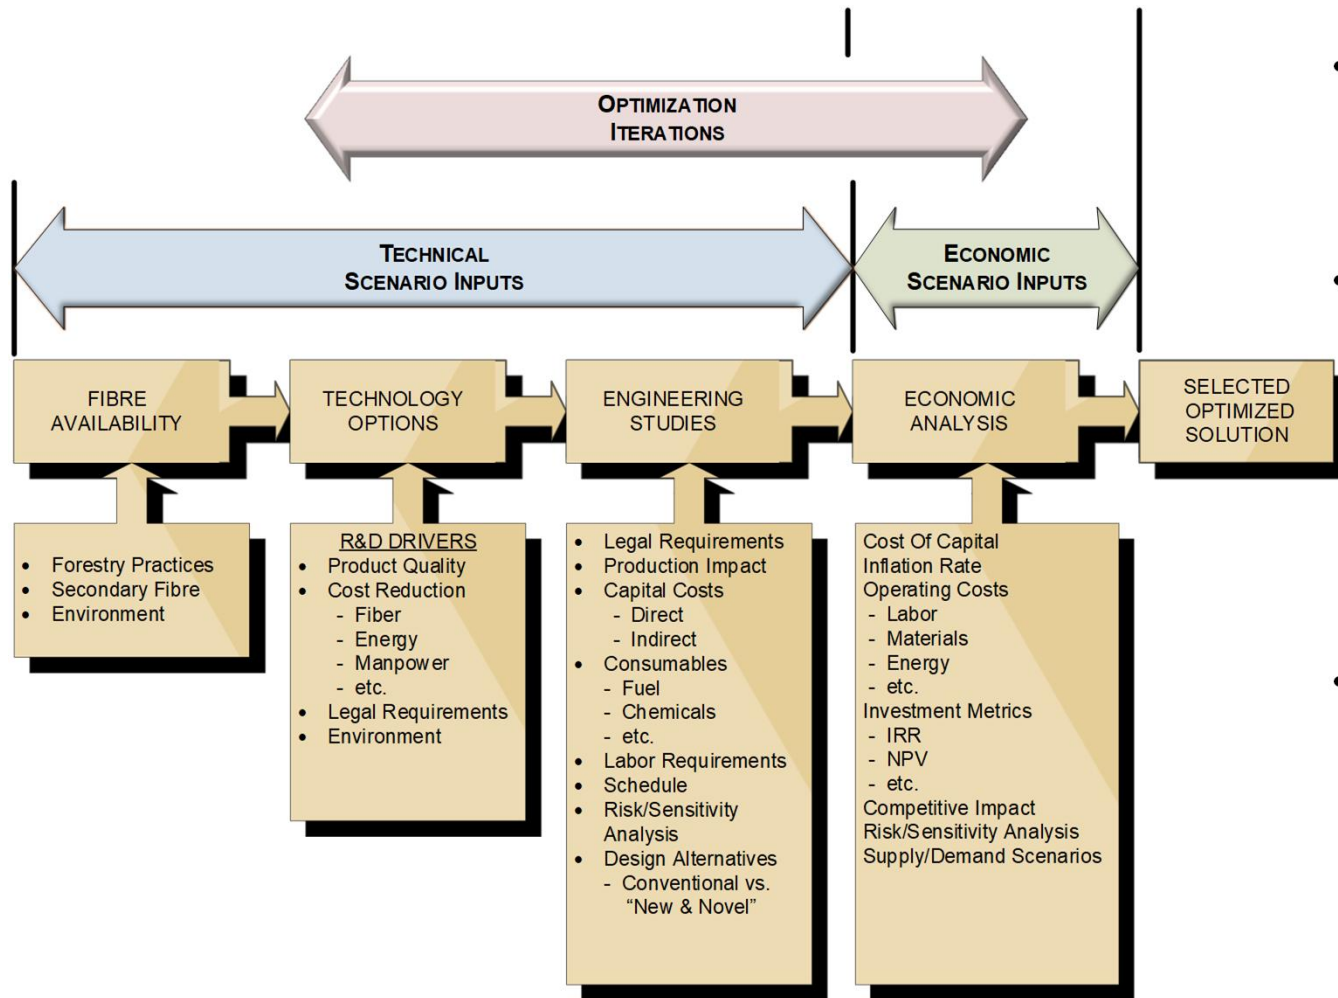 OPTIMIZATION
ITERATIONS
TECHNICAL
SCENARIO INPUTS
ECONOMIC
SCENARIO INPUTS
FIBRE
AVAILABILITY
TECHNOLOGY
OPTIONS
ENGINEERING
STUDIES
ECONOMIC
ANALYSIS
SELECTED
OPTIMIZED
SOLUTION
• Forestry Practices
• Secondary Fibre
• Environment
R&D DRIVERS
• Product Quality
• Cost Reduction
- Fiber
- Energy
- Manpower
- etc.
• Legal Requirements
• Environment
• Legal Requirements
• Production Impact
• Capital Costs
- Direct
- Indirect
• Consumables
- Fuel
- Chemicals
- etc.
• Labor Requirements
• Schedule
• Risk/Sensitivity
Analysis
• Design Alternatives
- Conventional vs.
“New & Novel”
Cost Of Capital
Inflation Rate
Operating Costs
- Labor
- Materials
- Energy
- etc.
Investment Metrics
- IRR
- NPV
- etc.
Competitive Impact
Risk/Sensitivity Analysis
Supply/Demand Scenarios